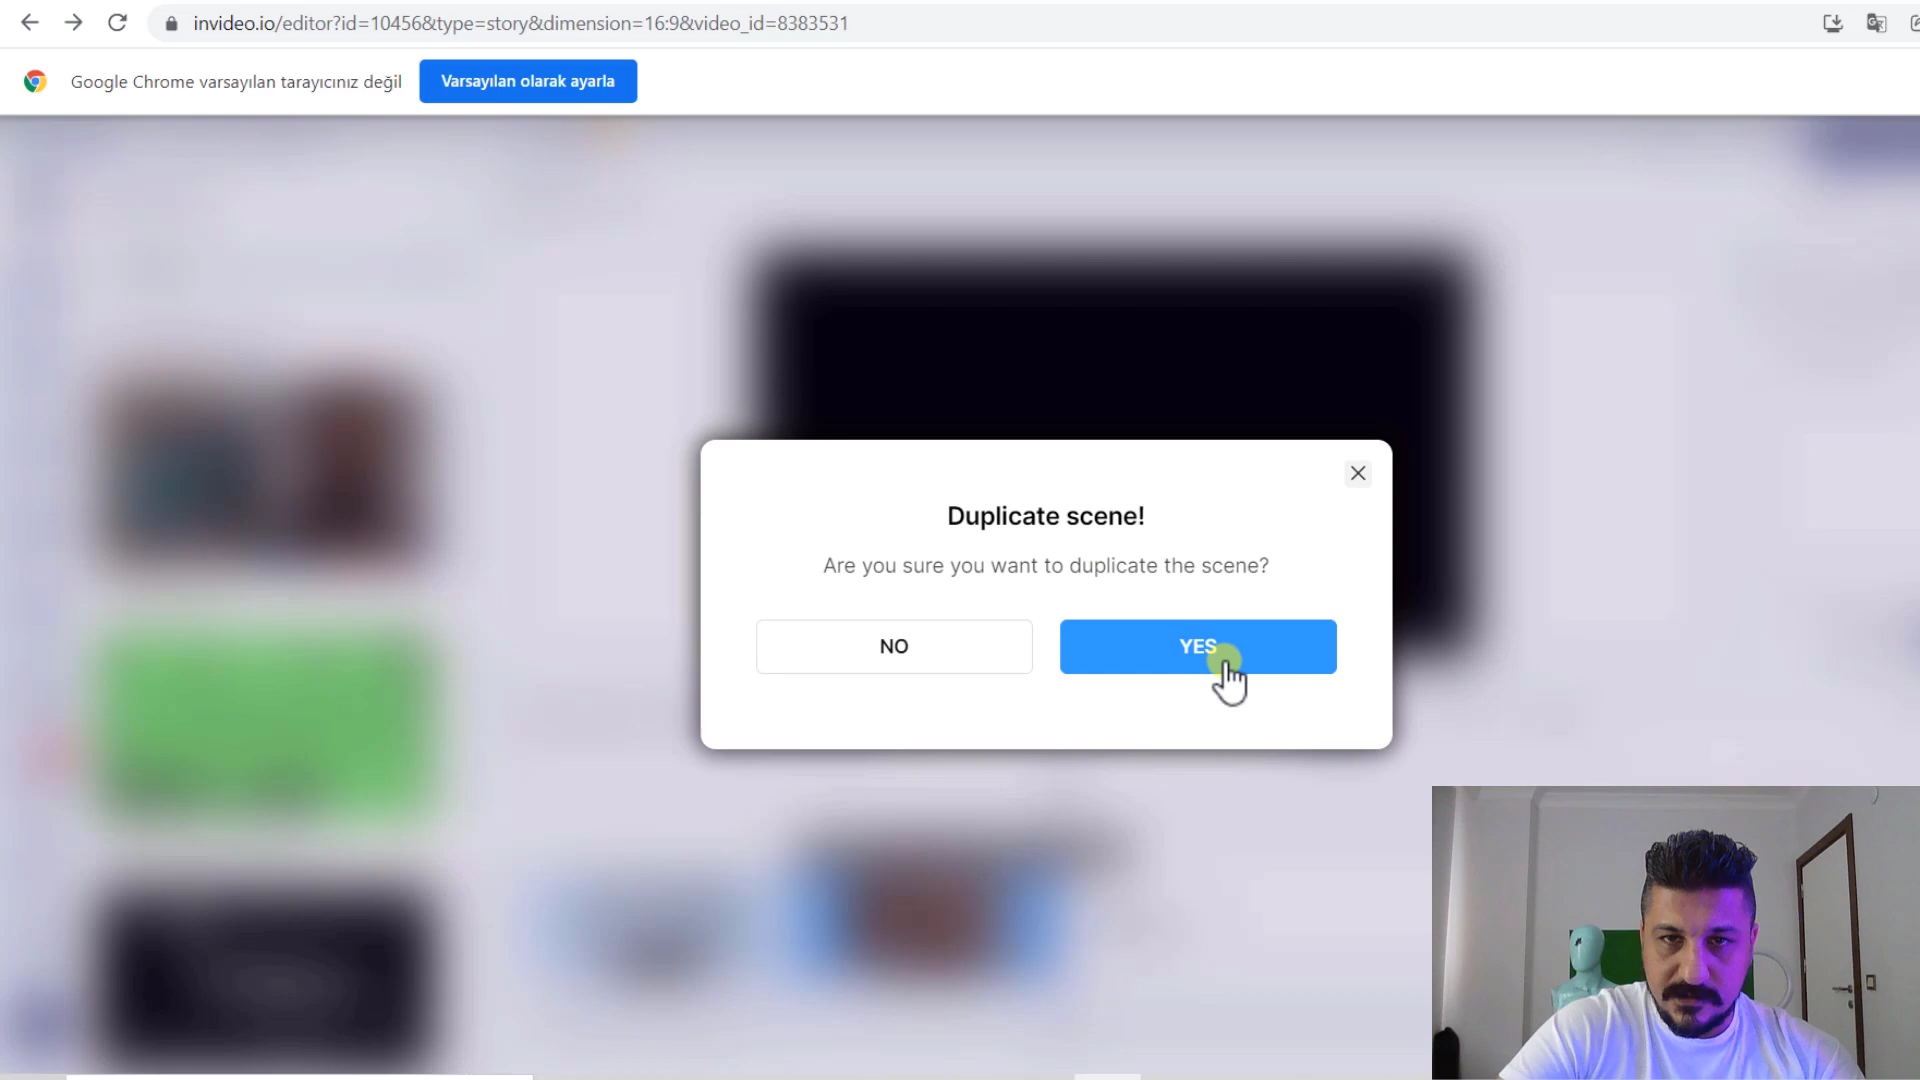 invideo.io/editor?id=10456&type=story&dimension=16:9&video_id=8383531
Google Chrome varsayılan tarayıcınız değil
Varsayılan olarak ayarla
Duplicate scene!
Are you sure you want to duplicate the scene?
NO
YES